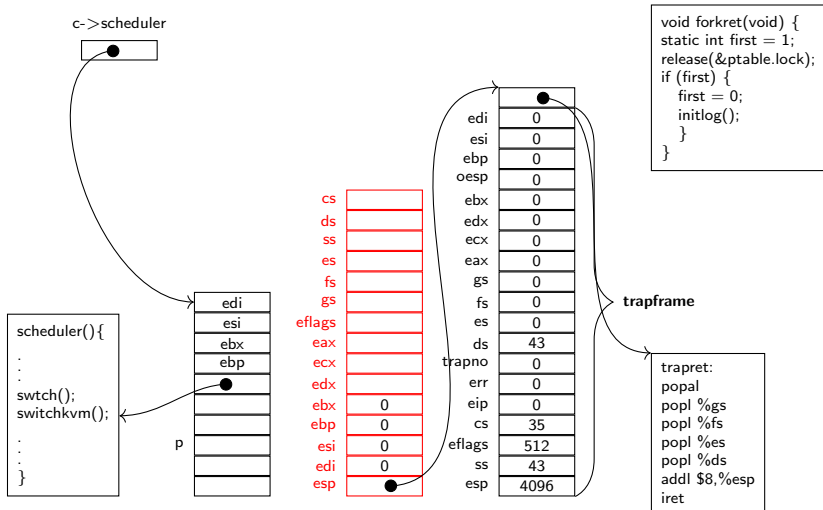 c->scheduler
edi
esi
ebx
ebp
p
scheduler(){
.
.
.
swtch();
switchkvm();
.
.
.
}
cs
ds
ss
es
fs
gs
eflags
eax
ecx
edx
ebx 0
ebp 0
esi 0
edi 0
esp
edi 0
esi 0
ebp 0
oesp 0
ebx 0
edx 0
ecx 0
eax 0
gs 0
fs 0
es 0
ds 43
trapno 0
err 0
eip 0
cs 35
eflags 512
ss 43
esp 4096
trapframe
void forkret(void) {
static int first = 1;
release(&ptable.lock);
if (first) {
first = 0;
initlog();
}
}
trapret:
popal
popl %gs
popl %fs
popl %es
popl %ds
addl $8,%esp
iret